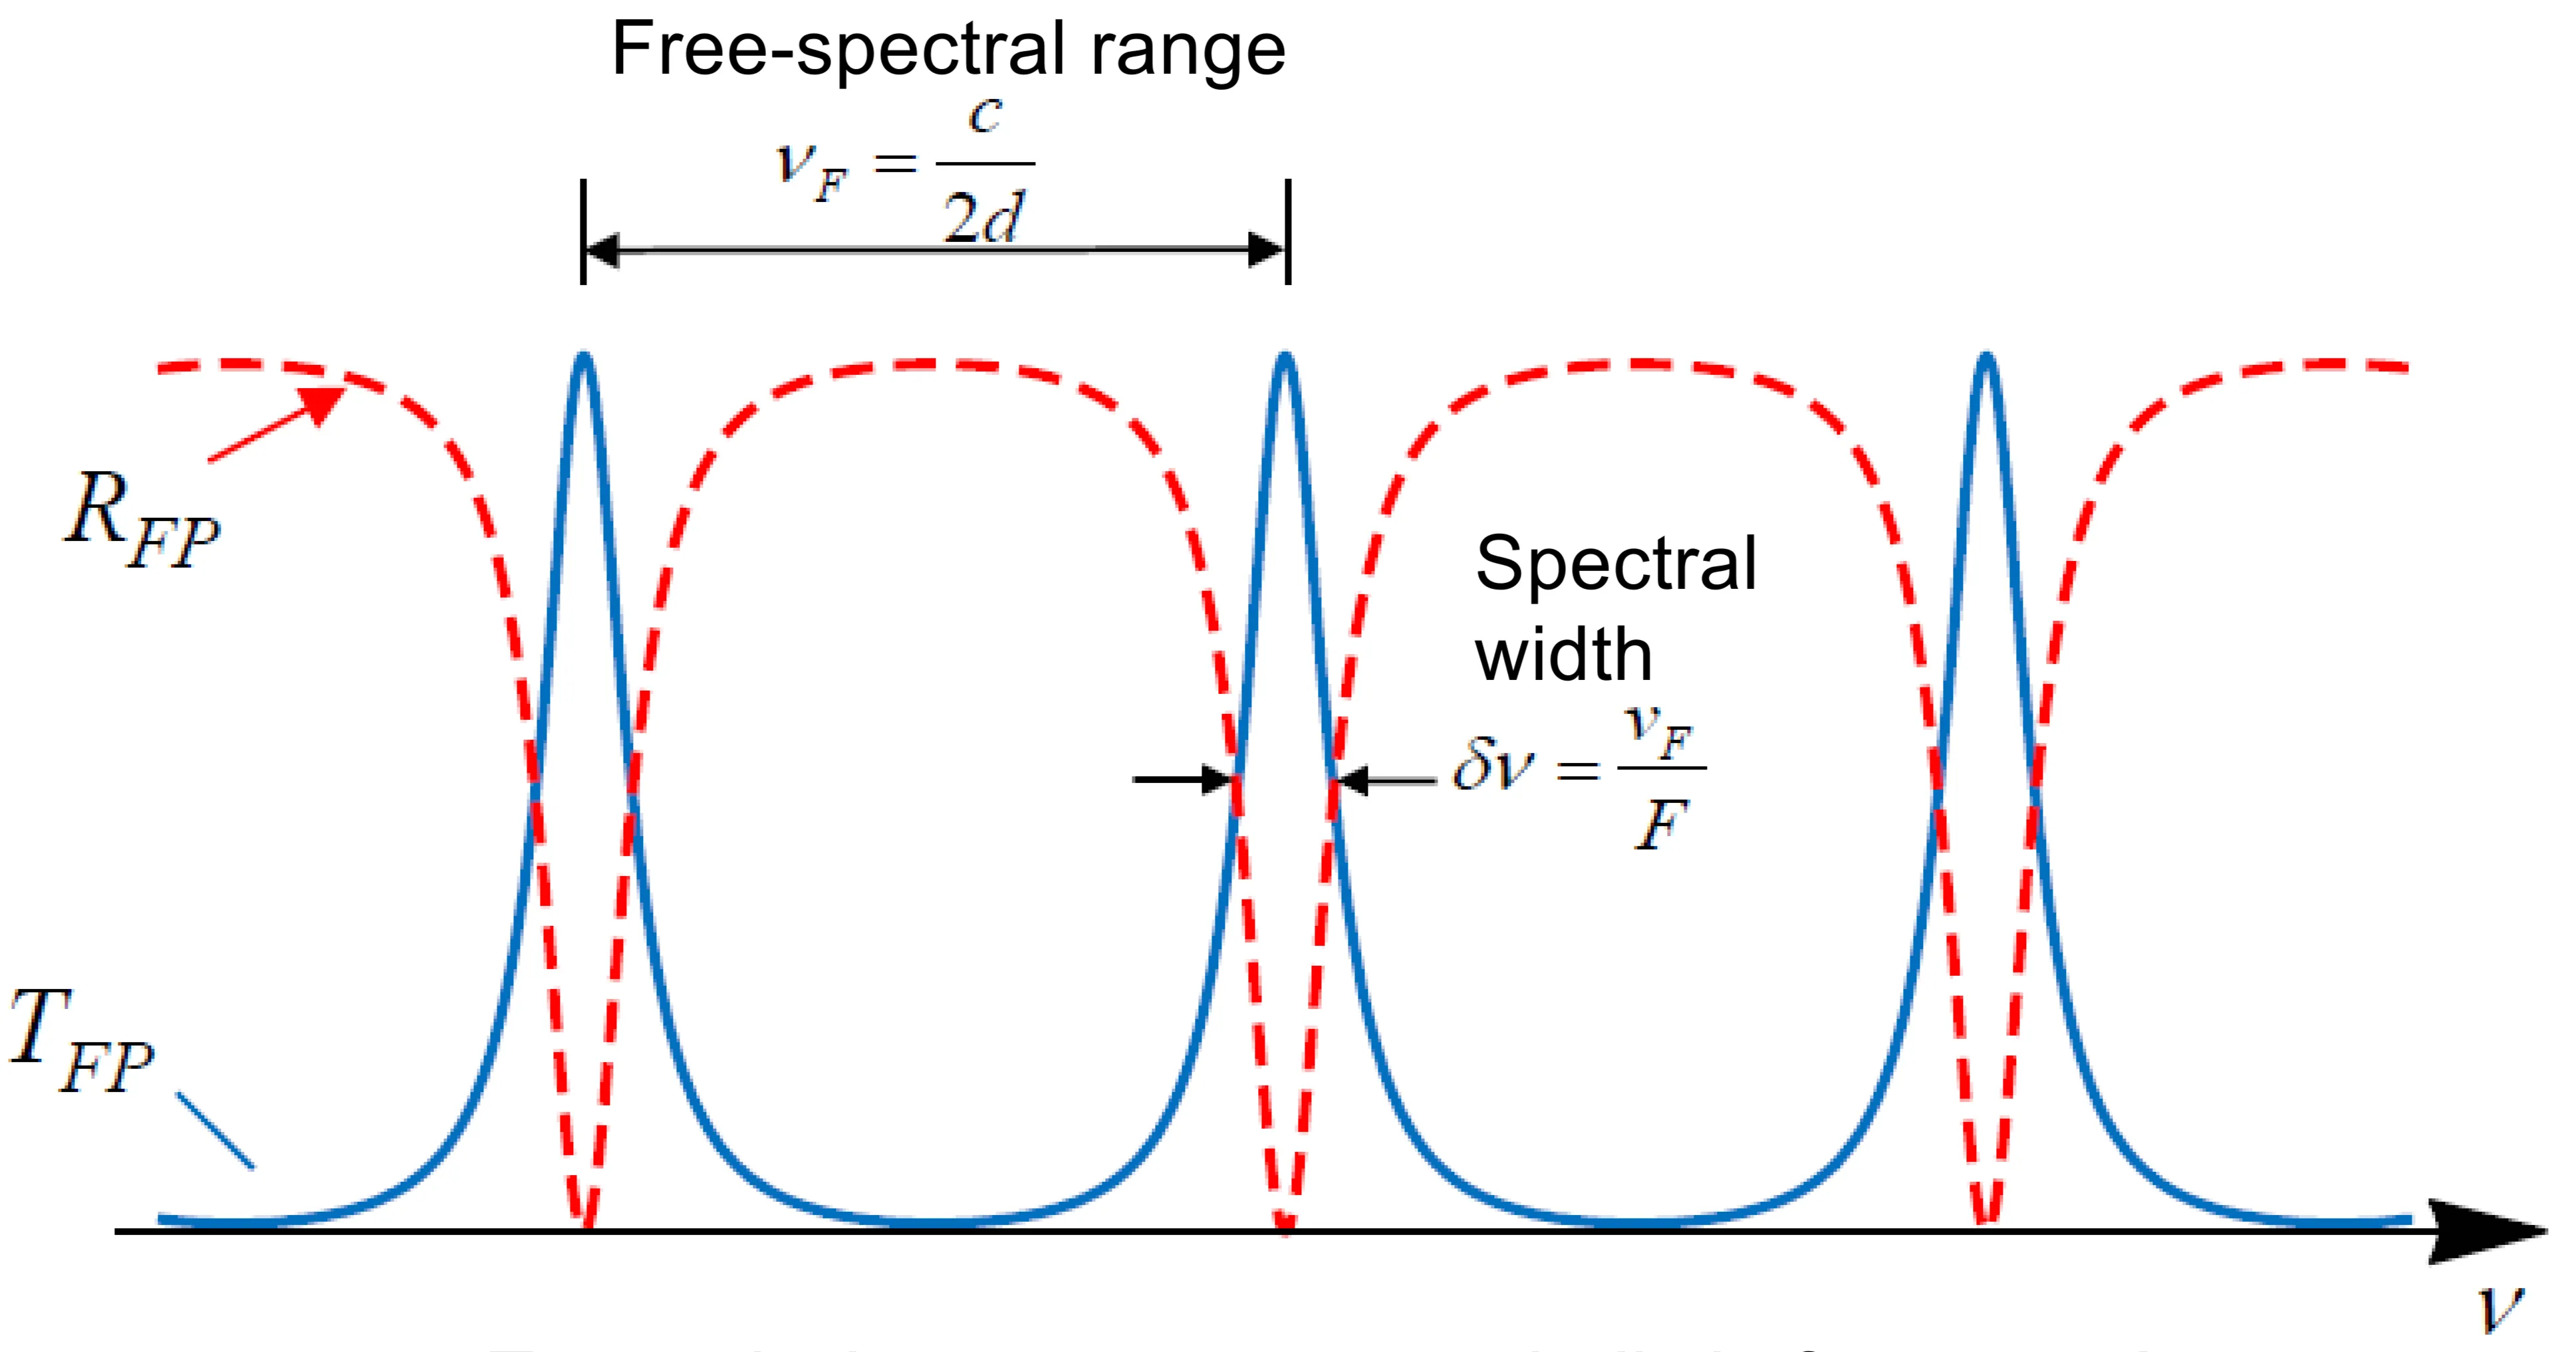 Free-spectral range
ν_F = c / 2d
R_FP
Spectral
width
δν = ν_F / F
T_FP
ν